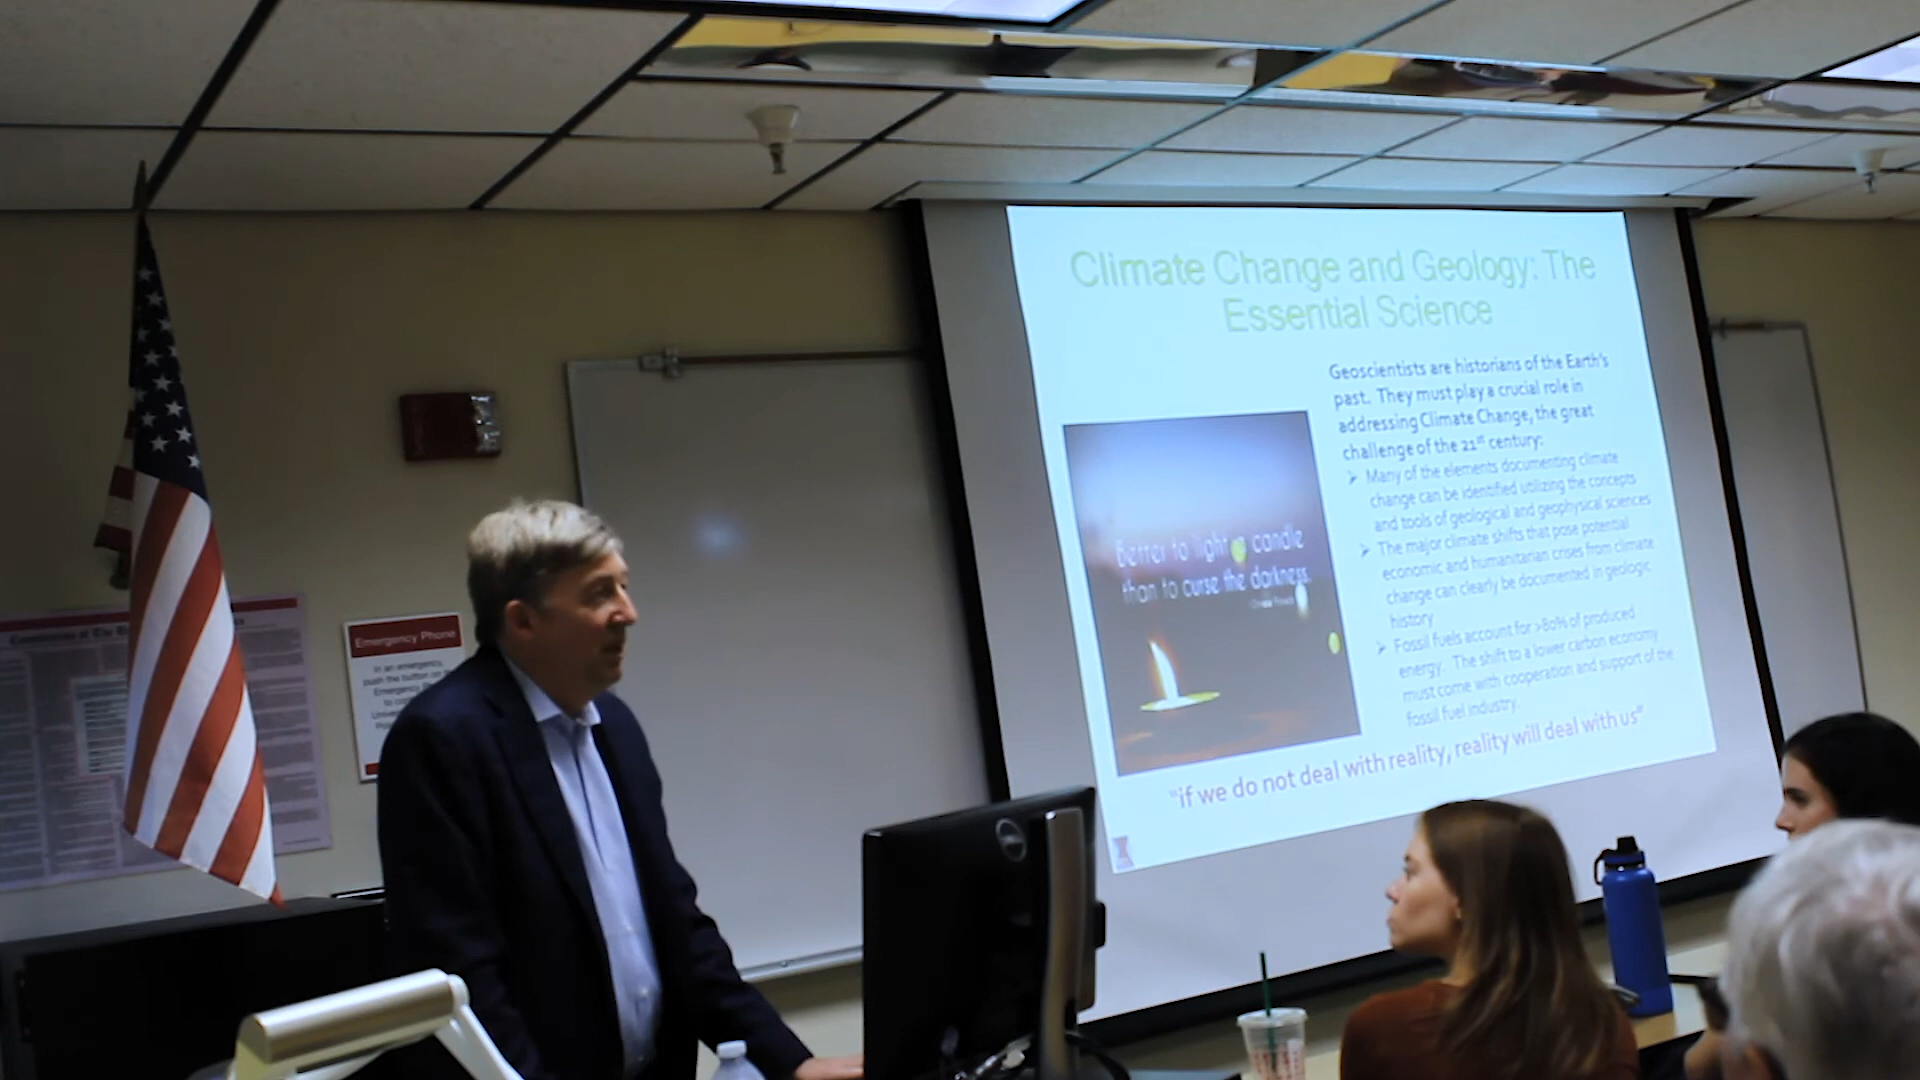 Climate Change and Geology: The
Essential Science
Geoscientists are historians of the Earth's
past. They must play a crucial role in
addressing Climate Change, the great
challenge of the 21st century:
Many of the elements documenting climate
change can be identified utilizing the concepts
and tools of geological and geophysical sciences
The major climate shifts that pose potential
economic and humanitarian crises from climate
change can clearly be documented in geologic
history
Fossil fuels account for >80% of produced
energy. The shift to a lower carbon economy
must come with cooperation and support of the
fossil fuel industry.
Better to light a candle
than to curse the darkness.
"if we do not deal with reality, reality will deal with us"
Emergency Phone
In an emergency,
push the button on
Emergency